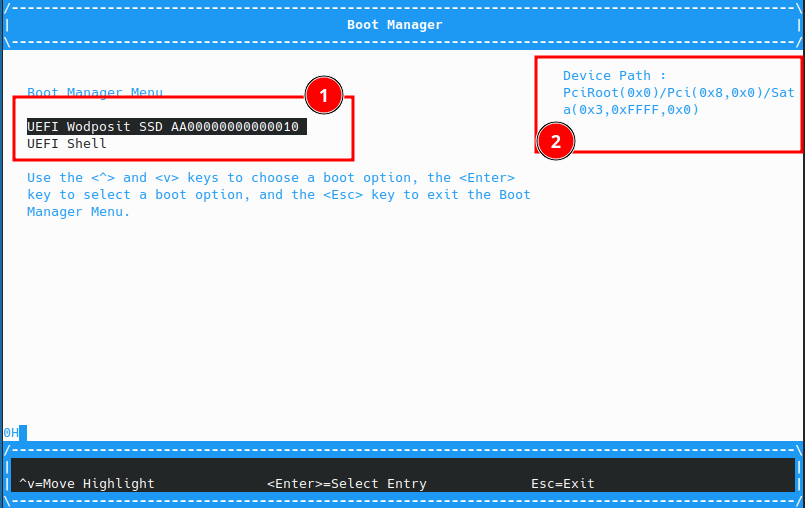 /---\
| Boot Manager |
\---/
Device Path :
Boot Manager Menu
PciRoot(0x0)/Pci(0x8,0x0)/Sat
1
a(0x3,0xFFFF,0x0)
UEFI Wodposit SSD AA00000000000010
UEFI Shell
2
Use the <^> and <v> keys to choose a boot option, the <Enter>
key to select a boot option, and the <Esc> key to exit the Boot
Manager Menu.
0H
/---\
| |
| ^v=Move Highlight <Enter>=Select Entry Esc=Exit |
\---/